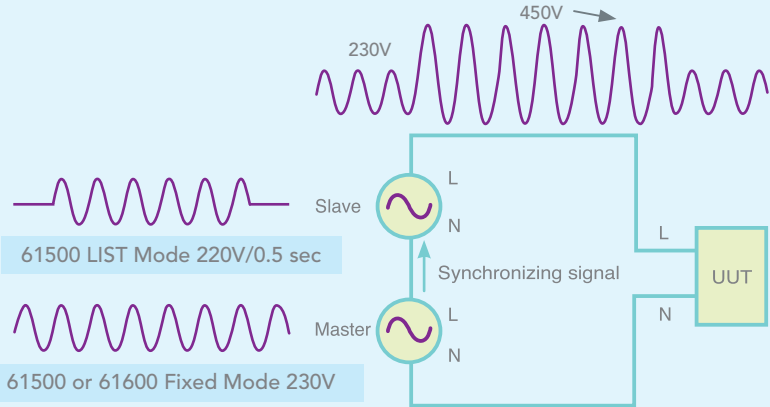 450V
230V
Slave
L
N
61500 LIST Mode 220V/0.5 sec
Synchronizing signal
L
UUT
N
Master
L
N
61500 or 61600 Fixed Mode 230V